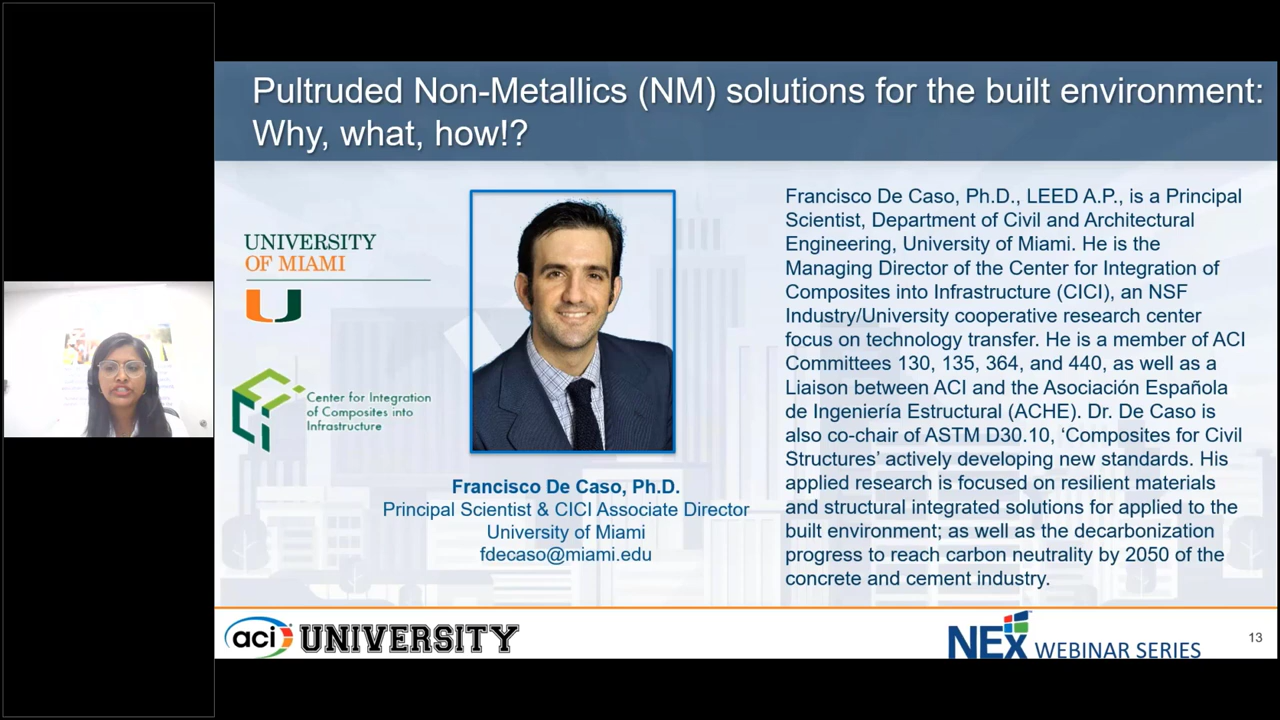 Pultruded Non-Metallics (NM) solutions for the built environment:
Why, what, how!?
UNIVERSITY
OF MIAMI
Center for Integration
of Composites into
Infrastructure
Francisco De Caso, Ph.D.
Principal Scientist & CICI Associate Director
University of Miami
fdecaso@miami.edu
Francisco De Caso, Ph.D., LEED A.P., is a Principal
Scientist, Department of Civil and Architectural
Engineering, University of Miami. He is the
Managing Director of the Center for Integration of
Composites into Infrastructure (CICI), an NSF
Industry/University cooperative research center
focus on technology transfer. He is a member of ACI
Committees 130, 135, 364, and 440, as well as a
Liaison between ACI and the Asociación Española
de Ingeniería Estructural (ACHE). Dr. De Caso is
also co-chair of ASTM D30.10, ‘Composites for Civil
Structures’ actively developing new standards. His
applied research is focused on resilient materials
and structural integrated solutions for applied to the
built environment; as well as the decarbonization
progress to reach carbon neutrality by 2050 of the
concrete and cement industry.
aci UNIVERSITY
NEX WEBINAR SERIES
13